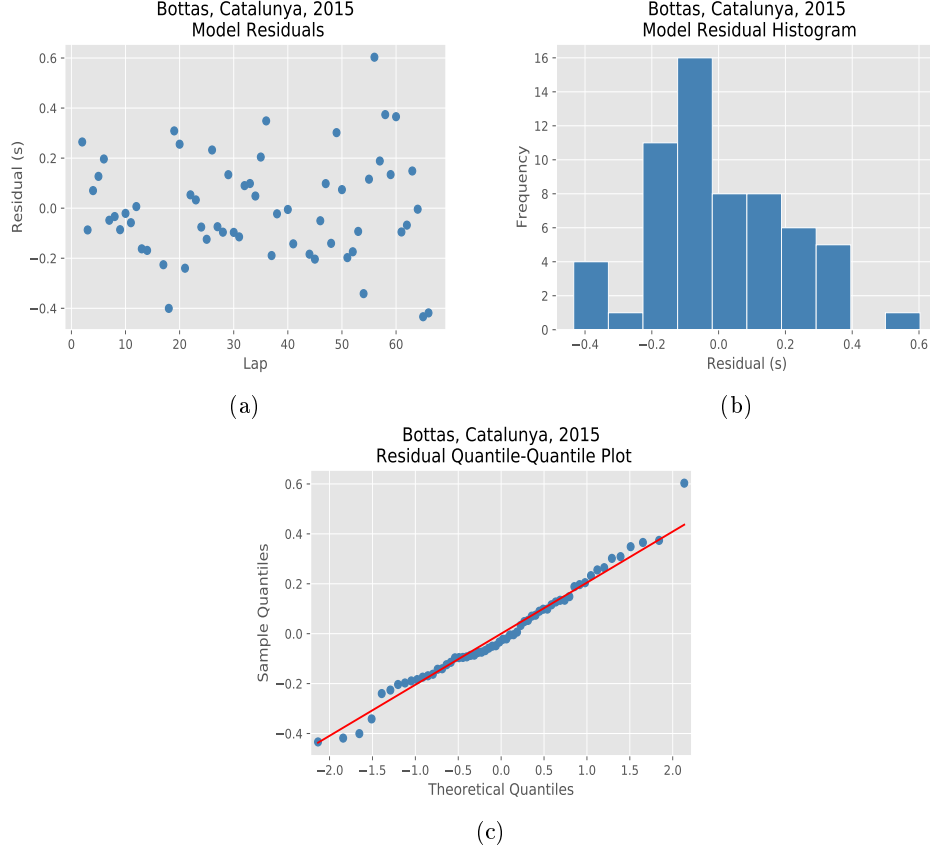 Bottas, Catalunya, 2015
Model Residuals
Residual (s)
0.6
0.4
0.2
0.0
−0.2
−0.4
0 10 20 30 40 50 60
Lap
(a)
Bottas, Catalunya, 2015
Model Residual Histogram
Frequency
16
14
12
10
8
6
4
2
0
−0.4 −0.2 0.0 0.2 0.4 0.6
Residual (s)
(b)
Bottas, Catalunya, 2015
Residual Quantile-Quantile Plot
Sample Quantiles
0.6
0.4
0.2
0.0
−0.2
−0.4
−2.0 −1.5 −1.0 −0.5 0.0 0.5 1.0 1.5 2.0
Theoretical Quantiles
(c)